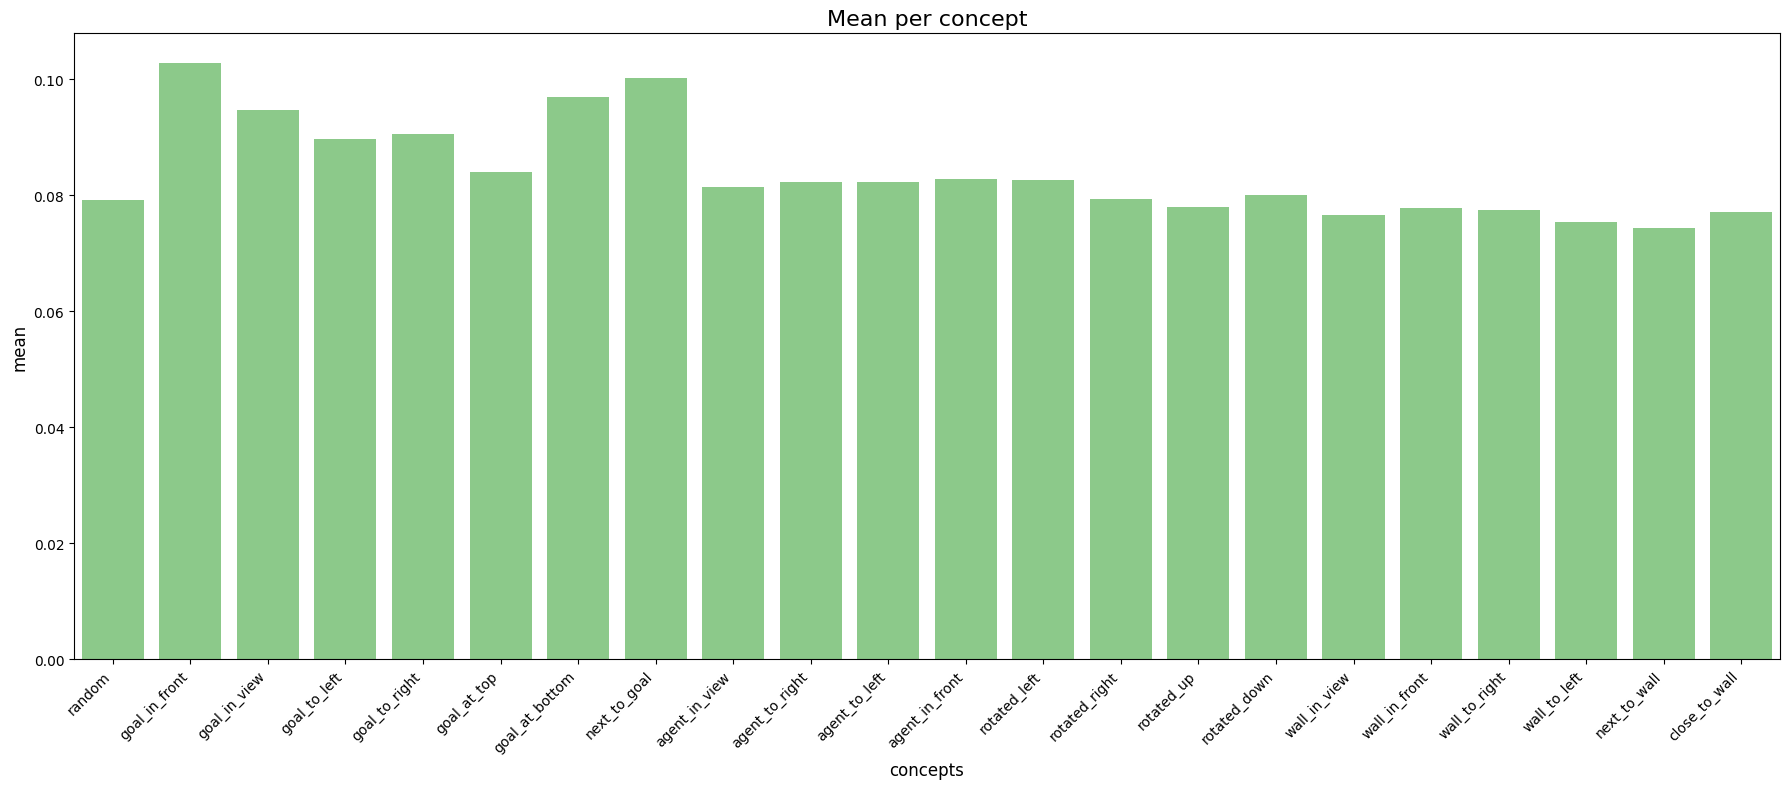 Mean per concept
0.10
0.08
0.06
0.04
0.02
0.00
mean
random
goal_in_front
goal_in_view
goal_to_left
goal_to_right
goal_at_top
goal_at_bottom
next_to_goal
agent_in_view
agent_to_right
agent_to_left
agent_in_front
rotated_left
rotated_right
rotated_up
rotated_down
wall_in_view
wall_in_front
wall_to_right
wall_to_left
next_to_wall
close_to_wall
concepts